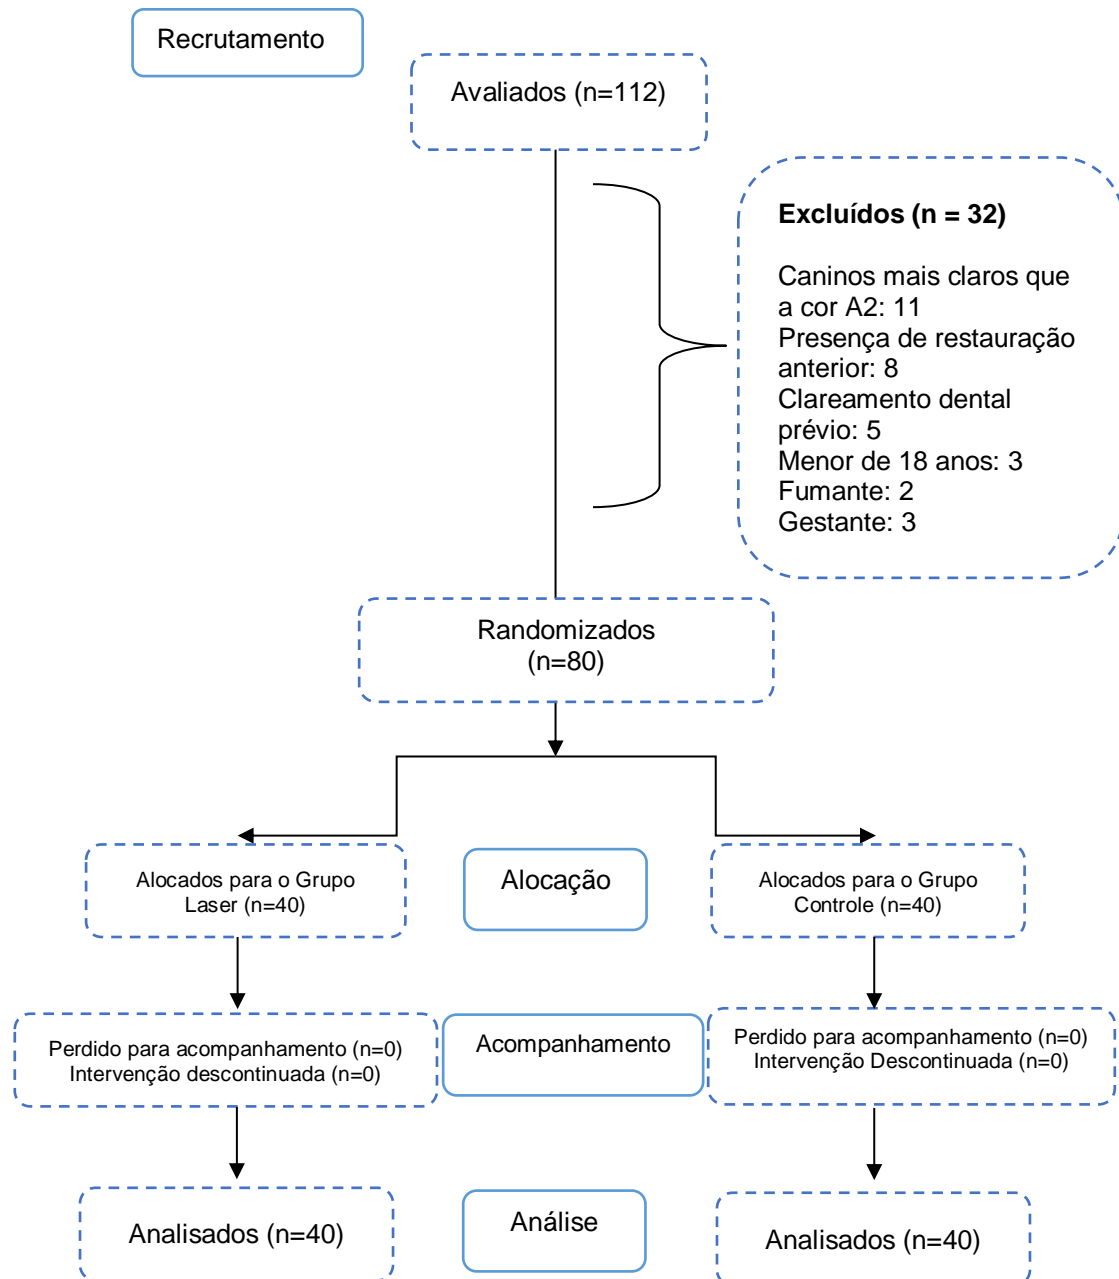 Recrutamento
Avaliados (n=112)
Excluídos (n = 32)
Caninos mais claros que
a cor A2: 11
Presença de restauração
anterior: 8
Clareamento dental
prévio: 5
Menor de 18 anos: 3
Fumante: 2
Gestante: 3
Randomizados
(n=80)
Alocados para o Grupo
Laser (n=40)
Alocação
Alocados para o Grupo
Controle (n=40)
Perdido para acompanhamento (n=0)
Intervenção descontinuada (n=0)
Acompanhamento
Perdido para acompanhamento (n=0)
Intervenção Descontinuada (n=0)
Analisados (n=40)
Análise
Analisados (n=40)